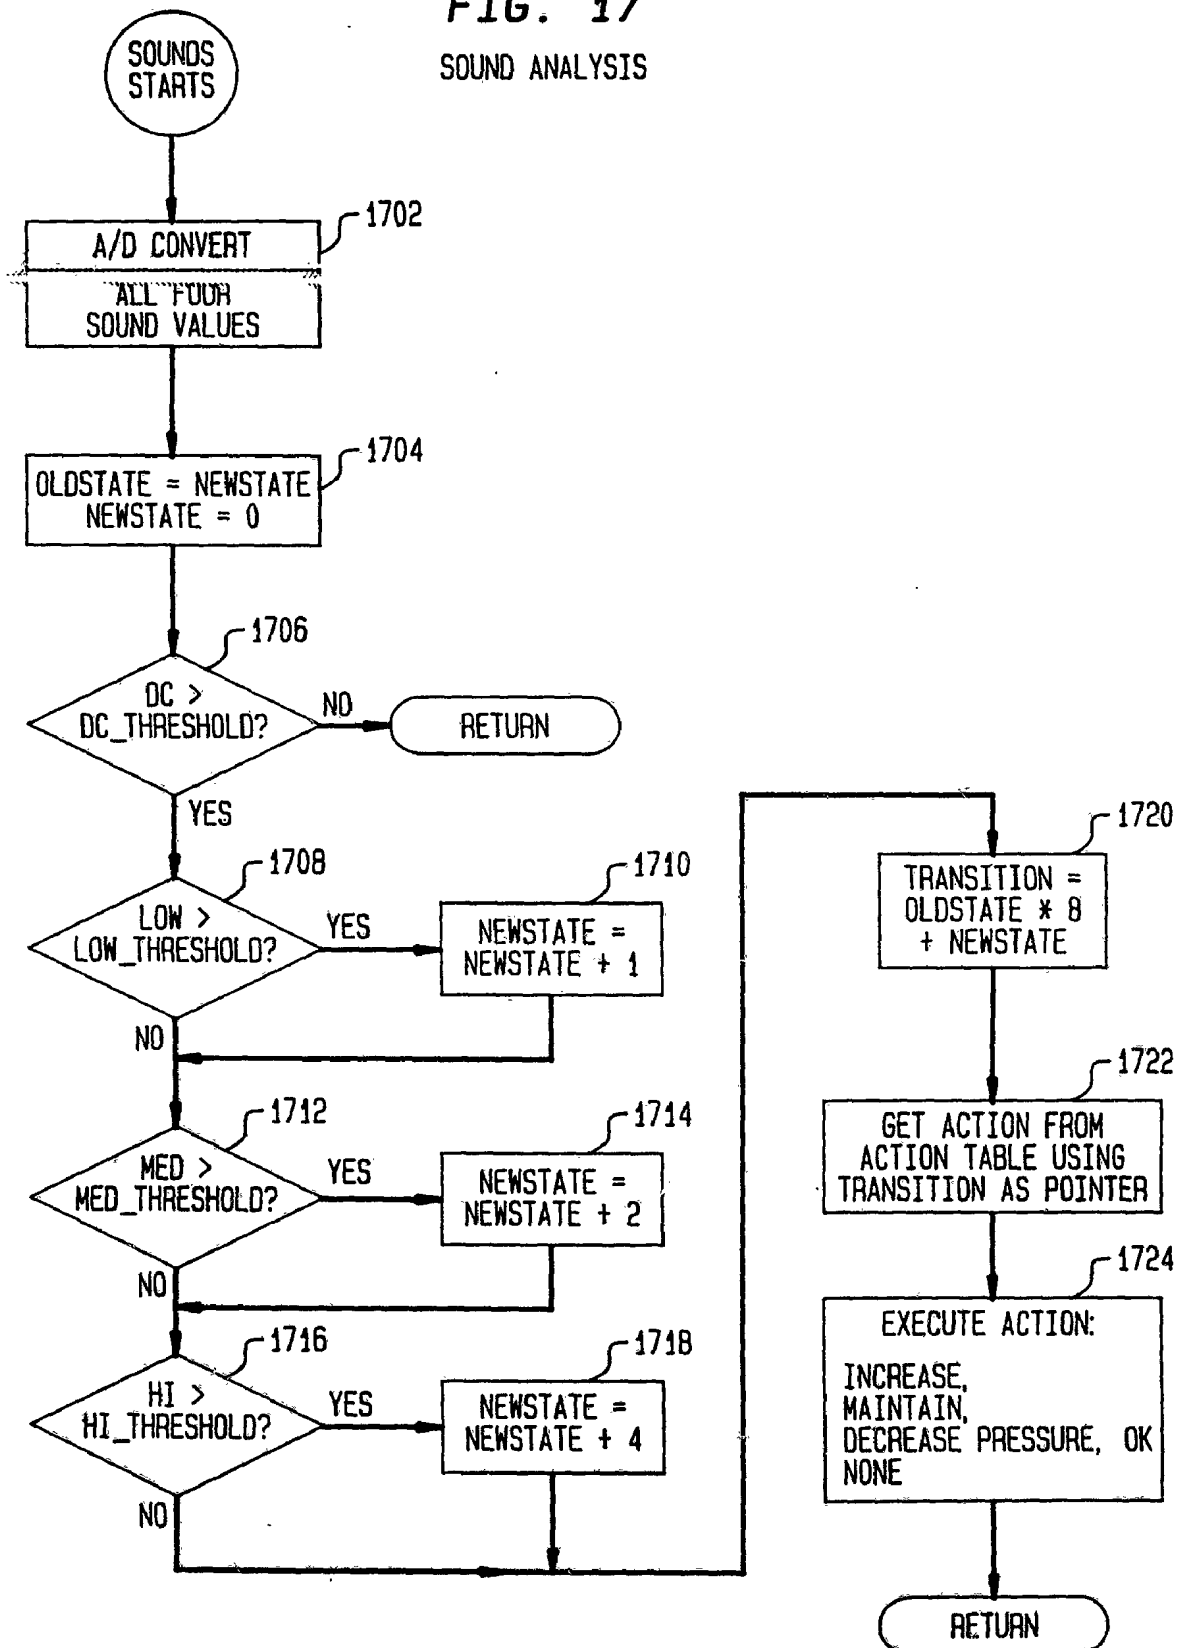 FIG. 17
SOUND ANALYSIS
SOUNDS
STARTS
1702
A/D CONVERT
ALL FOUR
SOUND VALUES
1704
OLDSTATE = NEWSTATE
NEWSTATE = 0
1706
DC >
DC_THRESHOLD?
NO
RETURN
YES
1708
LOW >
LOW_THRESHOLD?
YES
1710
NEWSTATE =
NEWSTATE + 1
NO
1712
MED >
MED_THRESHOLD?
YES
1714
NEWSTATE =
NEWSTATE + 2
NO
1716
HI >
HI_THRESHOLD?
YES
1718
NEWSTATE =
NEWSTATE + 4
NO
1720
TRANSITION =
OLDSTATE * 8
+ NEWSTATE
1722
GET ACTION FROM
ACTION TABLE USING
TRANSITION AS POINTER
1724
EXECUTE ACTION:
INCREASE,
MAINTAIN,
DECREASE PRESSURE, OK
NONE
RETURN